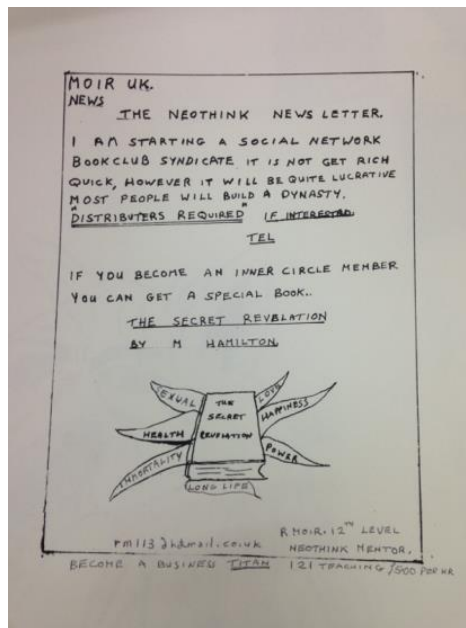 MOIR UK.
NEWS
THE NEOTHINK NEWS LETTER.
I AM STARTING A SOCIAL NETWORK
BOOKCLUB SYNDICATE IT IS NOT GET RICH
QUICK, HOWEVER IT WILL BE QUITE LUCRATIVE
MOST PEOPLE WILL BUILD A DYNASTY.
"DISTRIBUTERS REQUIRED" IF INTERESTED.
TEL
IF YOU BECOME AN INNER CIRCLE MEMBER
YOU CAN GET A SPECIAL BOOK..
THE SECRET REVELATION
BY M HAMILTON.
SEXUAL
LOVE
THE
SECRET
REVELATION
HAPPINESS
HEALTH
POWER
IMMORTALITY
LONG LIFE
R MOIR. 12TH LEVEL
NEOTHINK MENTOR.
BECOME A BUSINESS TITAN 121 TEACHING /500 POP HR